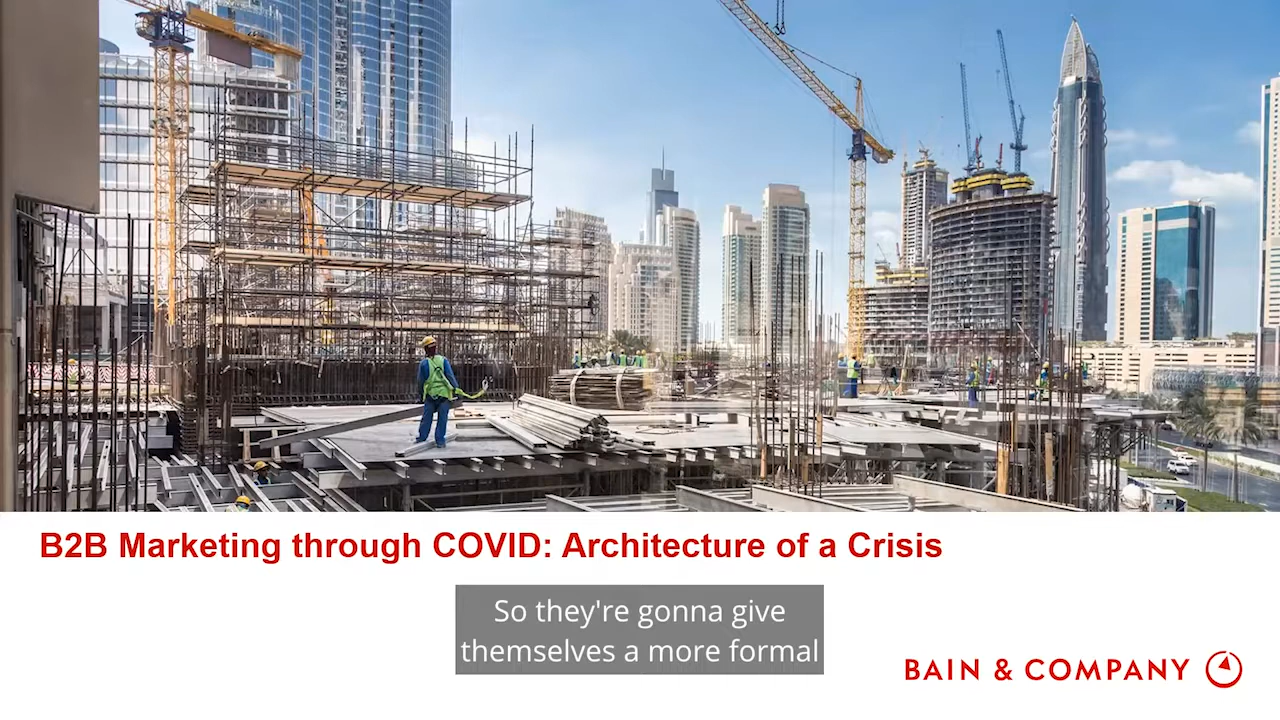 B2B Marketing through COVID: Architecture of a Crisis
So they're gonna give
themselves a more formal
BAIN & COMPANY